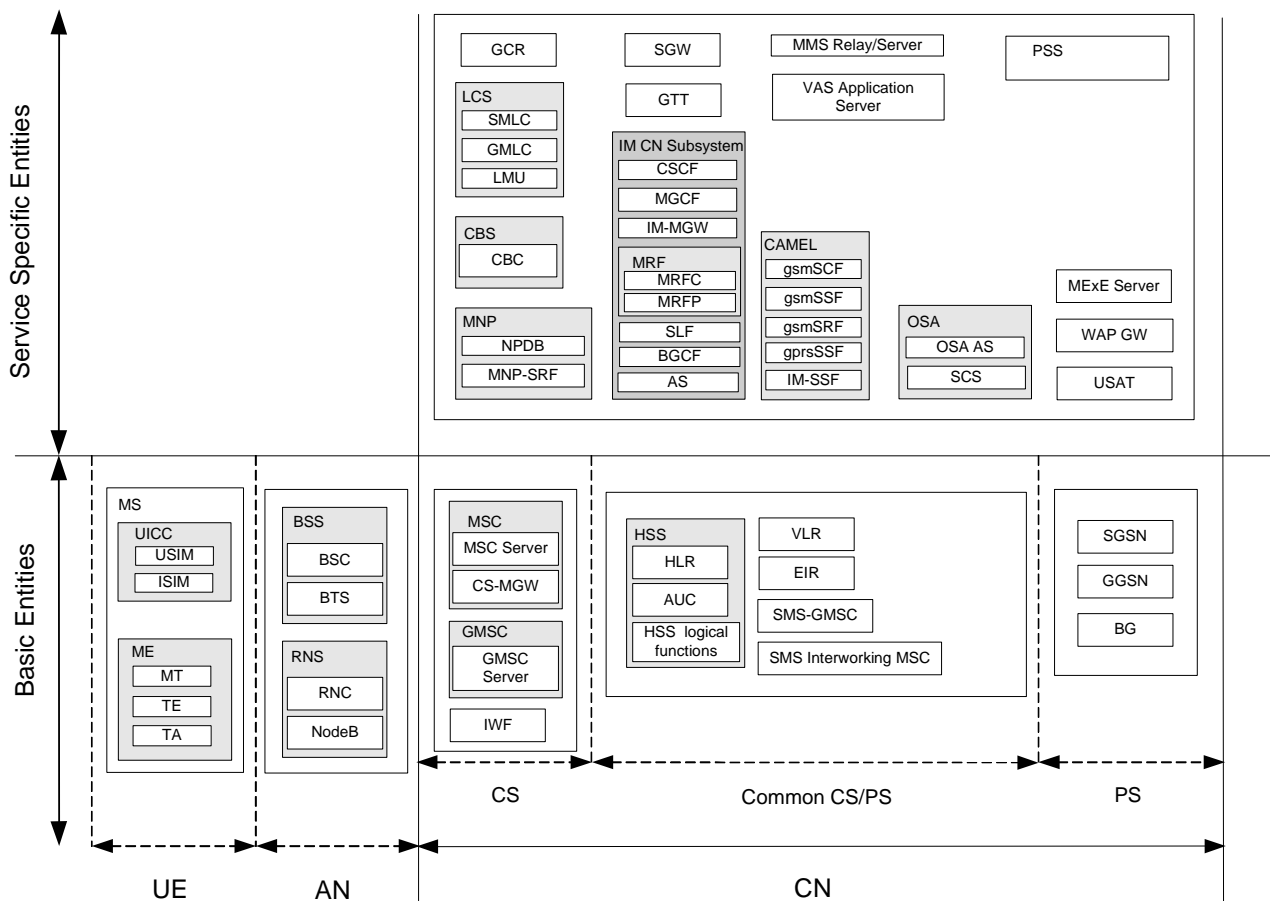 Service Specific Entities
GCR
SGW
MMS Relay/Server
PSS
LCS
SMLC
GMLC
LMU
GTT
VAS Application
Server
IM CN Subsystem
CSCF
MGCF
IM-MGW
MRF
MRFC
MRFP
SLF
BGCF
AS
CBS
CBC
MNP
NPDB
MNP-SRF
CAMEL
gsmSCF
gsmSSF
gsmSRF
gprsSSF
IM-SSF
OSA
OSA AS
SCS
MExE Server
WAP GW
USAT
Basic Entities
MS
UICC
USIM
ISIM
ME
MT
TE
TA
BSS
BSC
BTS
RNS
RNC
NodeB
MSC
MSC Server
CS-MGW
GMSC
GMSC
Server
IWF
HSS
HLR
AUC
HSS logical
functions
VLR
EIR
SMS-GMSC
SMS Interworking MSC
SGSN
GGSN
BG
CS
Common CS/PS
PS
UE
AN
CN